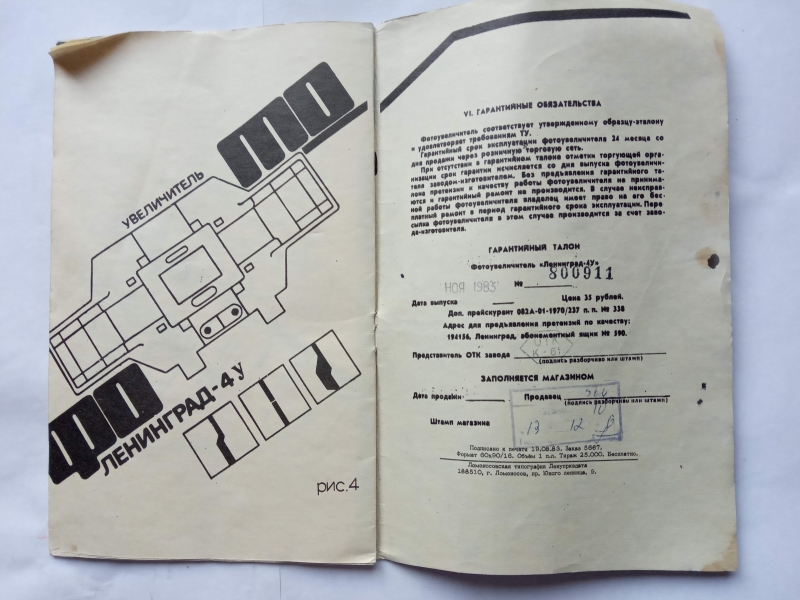 ФОТО
УВЕЛИЧИТЕЛЬ
ЛЕНИНГРАД-4У
рис.4
VI. ГАРАНТИЙНЫЕ ОБЯЗАТЕЛЬСТВА
Фотоувеличитель соответствует утвержденному образцу-эталону
и удовлетворяет требованиям ТУ.
Гарантийный срок эксплуатации фотоувеличителя 24 месяца со
дня продажи через розничную торговую сеть.
При отсутствии в гарантийном талоне отметки торгующей орга-
низации срок гарантии исчисляется со дня выпуска фотоувеличи-
теля заводом-изготовителем. Без предъявления гарантийного та-
лона претензии к качеству работы фотоувеличителя не принима-
ются и гарантийный ремонт не производится. В случае неисправ-
ной работы фотоувеличителя владелец имеет право на его бес-
платный ремонт в период гарантийного срока эксплуатации. Пере
сылка фотоувеличителя в этом случае производится за счет заво-
да-изготовителя.
ГАРАНТИЙНЫЙ ТАЛОН
Фотоувеличитель «Ленинград-4У»
№ 800911
НОЯ 1983
Дата выпуска Цена 35 рублей.
Доп. прейскурант 082А-01-1970/237 п. п. № 338
Адрес для предъявления претензий по качеству:
194156, Ленинград, абонементный ящик № 590.
Представитель ОТК завода
(подпись разборчиво или штамп)
ЗАПОЛНЯЕТСЯ МАГАЗИНОМ
Дата продажи Продавец
(подпись разборчиво или штамп)
Штамп магазина
13 12
Подписано к печати 19.08.83. Заказ 5867.
Формат 60х90/16. Объём 1 п.л. Тираж 25.000. Бесплатно.
Ломоносовская типография Ленуприздата
188510, г. Ломоносов, пр. Юного ленинца, 9.